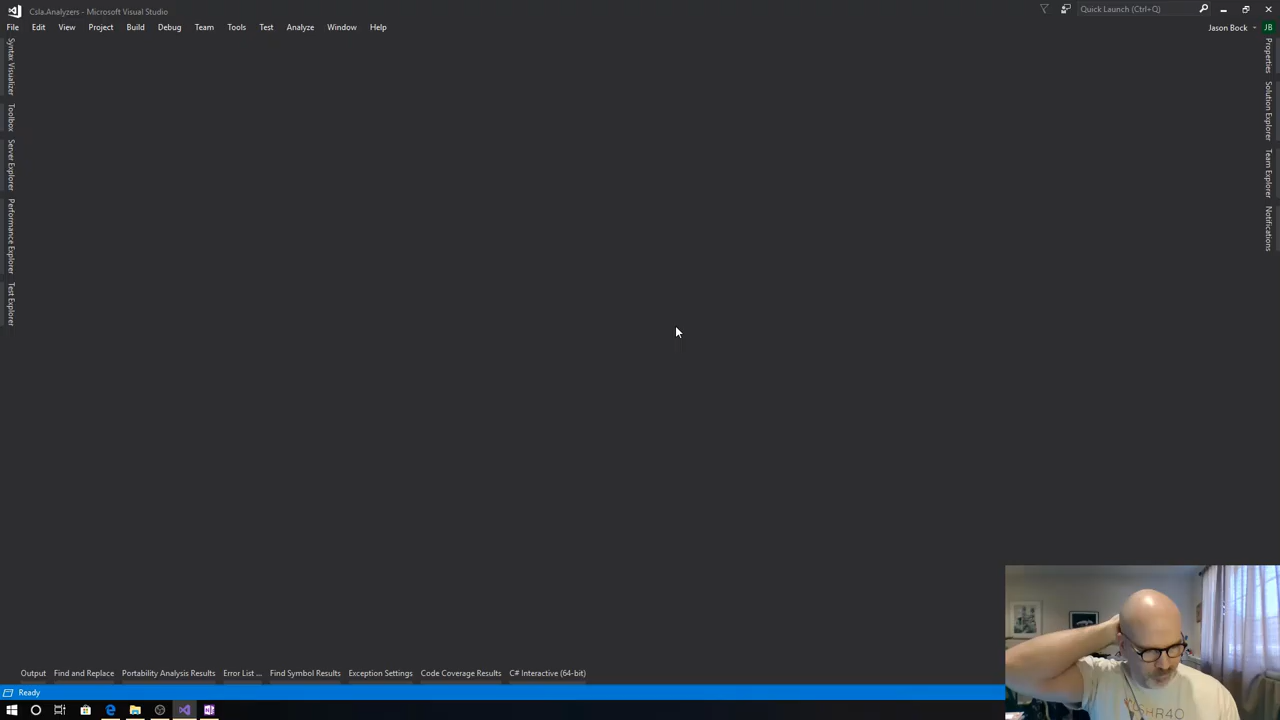 Csla.Analyzers - Microsoft Visual Studio
Quick Launch (Ctrl+Q)
File Edit View Project Build Debug Team Tools Test Analyze Window Help
Jason Bock
JB
Syntax Visualizer
Toolbox
Server Explorer
Performance Explorer
Test Explorer
Properties
Solution Explorer
Team Explorer
Notifications
Output Find and Replace Portability Analysis Results Error List ... Find Symbol Results Exception Settings Code Coverage Results C# Interactive (64-bit)
Ready